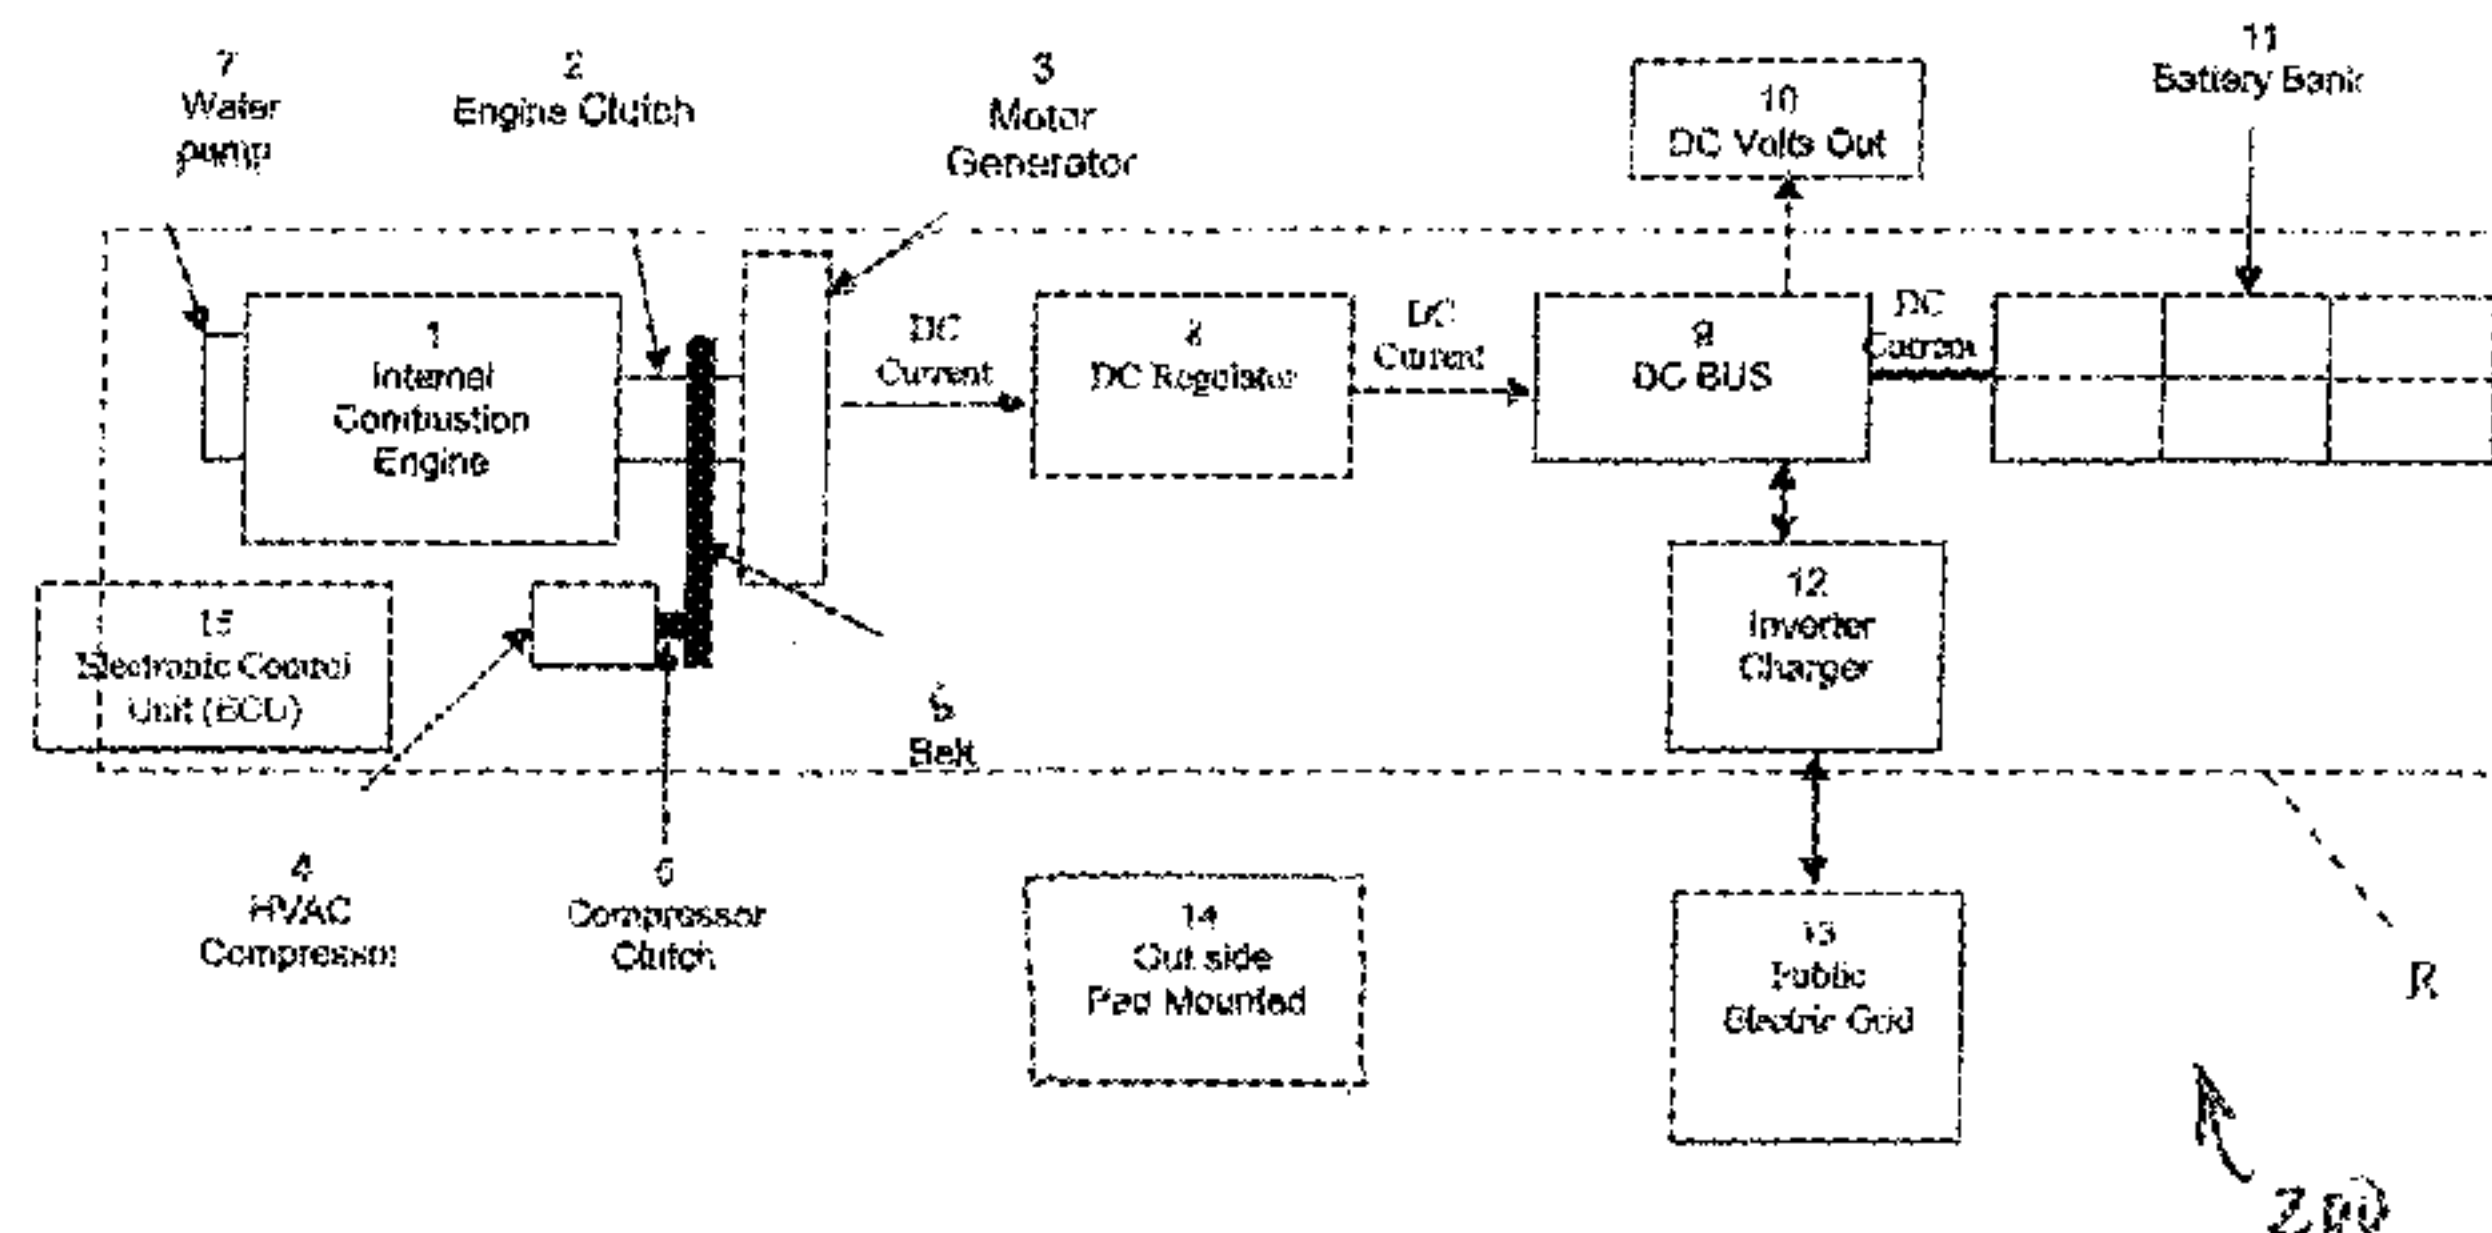 7
Water
pump
2
Engine Clutch
3
Motor
Generator
10
DC Volts Out
11
Battery Bank
1
Internal
Combustion
Engine
DC
Current
8
DC Regulator
DC
Current
9
DC BUS
DC
Current
15
Electronic Control
Unit (ECU)
12
Inverter
Charger
Belt
4
HVAC
Compressor
6
Compressor
Clutch
14
Out side
Pad Mounted
13
Public
Electric Grid
R
200